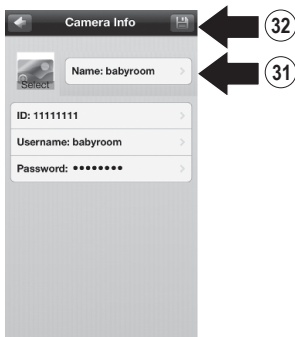 Camera Info
32
Select
Name: babyroom
31
ID: 11111111
Username: babyroom
Password: ••••••••